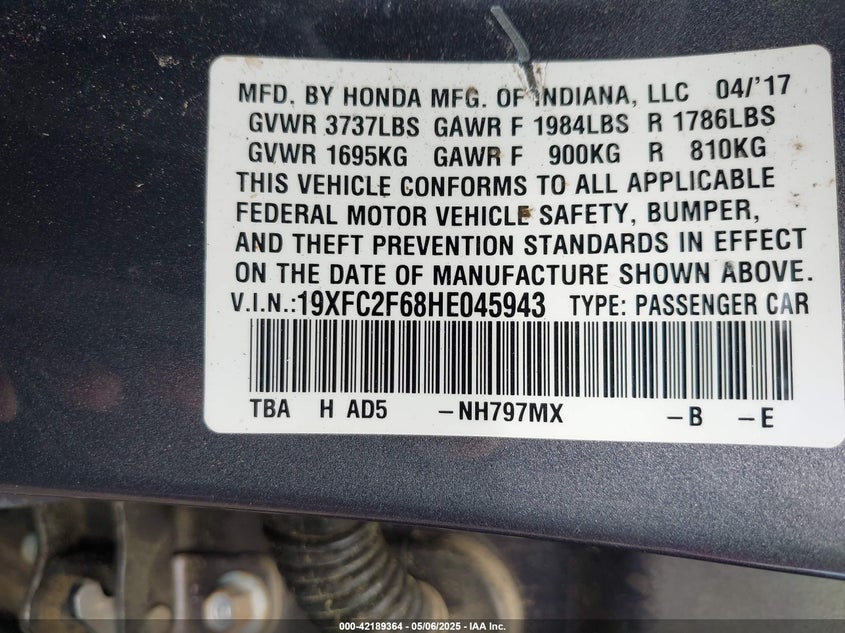 MFD. BY HONDA MFG. OF INDIANA, LLC 04/'17
GVWR 3737LBS GAWR F 1984LBS R 1786LBS
GVWR 1695KG GAWR F 900KG R 810KG
THIS VEHICLE CONFORMS TO ALL APPLICABLE
FEDERAL MOTOR VEHICLE SAFETY, BUMPER,
AND THEFT PREVENTION STANDARDS IN EFFECT
ON THE DATE OF MANUFACTURE SHOWN ABOVE.
V.I.N.:19XFC2F68HE045943 TYPE: PASSENGER CAR
TBA H AD5 -NH797MX -B -E
000-42189364 - 05/06/2025 - IAA Inc.